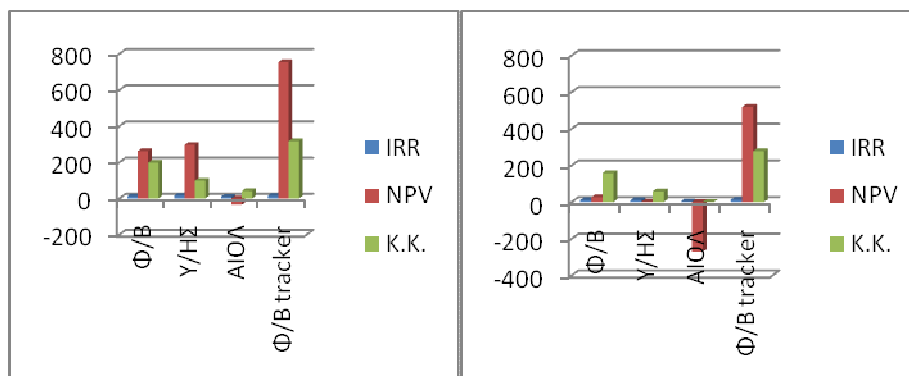 800
600
400
200
0
-200
Φ/Β
Υ/ΗΣ
ΑΙΟΛ
Φ/Β tracker
IRR
NPV
Κ.Κ.
800
600
400
200
0
-200
-400
Φ/Β
Υ/ΗΣ
ΑΙΟΛ
Φ/Β tracker
IRR
NPV
Κ.Κ.